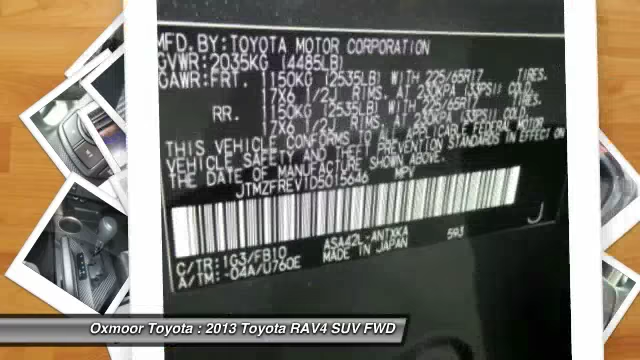 MFD. BY: TOYOTA MOTOR CORPORATION
GVWR: 2035KG (4485LB)
GAWR: FRT. 1150KG (2535LB) WITH 225/65R17 TIRES.
17X6 1/2J RIMS. AT 230KPA (33PSI) COLD.
RR. 1150KG (2535LB) WITH 225/65R17 TIRES.
17X6 1/2J RIMS. AT 230KPA (33PSI) COLD.
THIS VEHICLE CONFORMS TO ALL APPLICABLE FEDERAL MOTOR
VEHICLE SAFETY AND THEFT PREVENTION STANDARDS IN EFFECT ON
THE DATE OF MANUFACTURE SHOWN ABOVE.
JTMZFREV1D5015646 MPV
J
C/TR: 1G3/FB10 ASA42L-ANTXKA 593
A/TM: -04A/U760E MADE IN JAPAN
Oxmoor Toyota : 2013 Toyota RAV4 SUV FWD